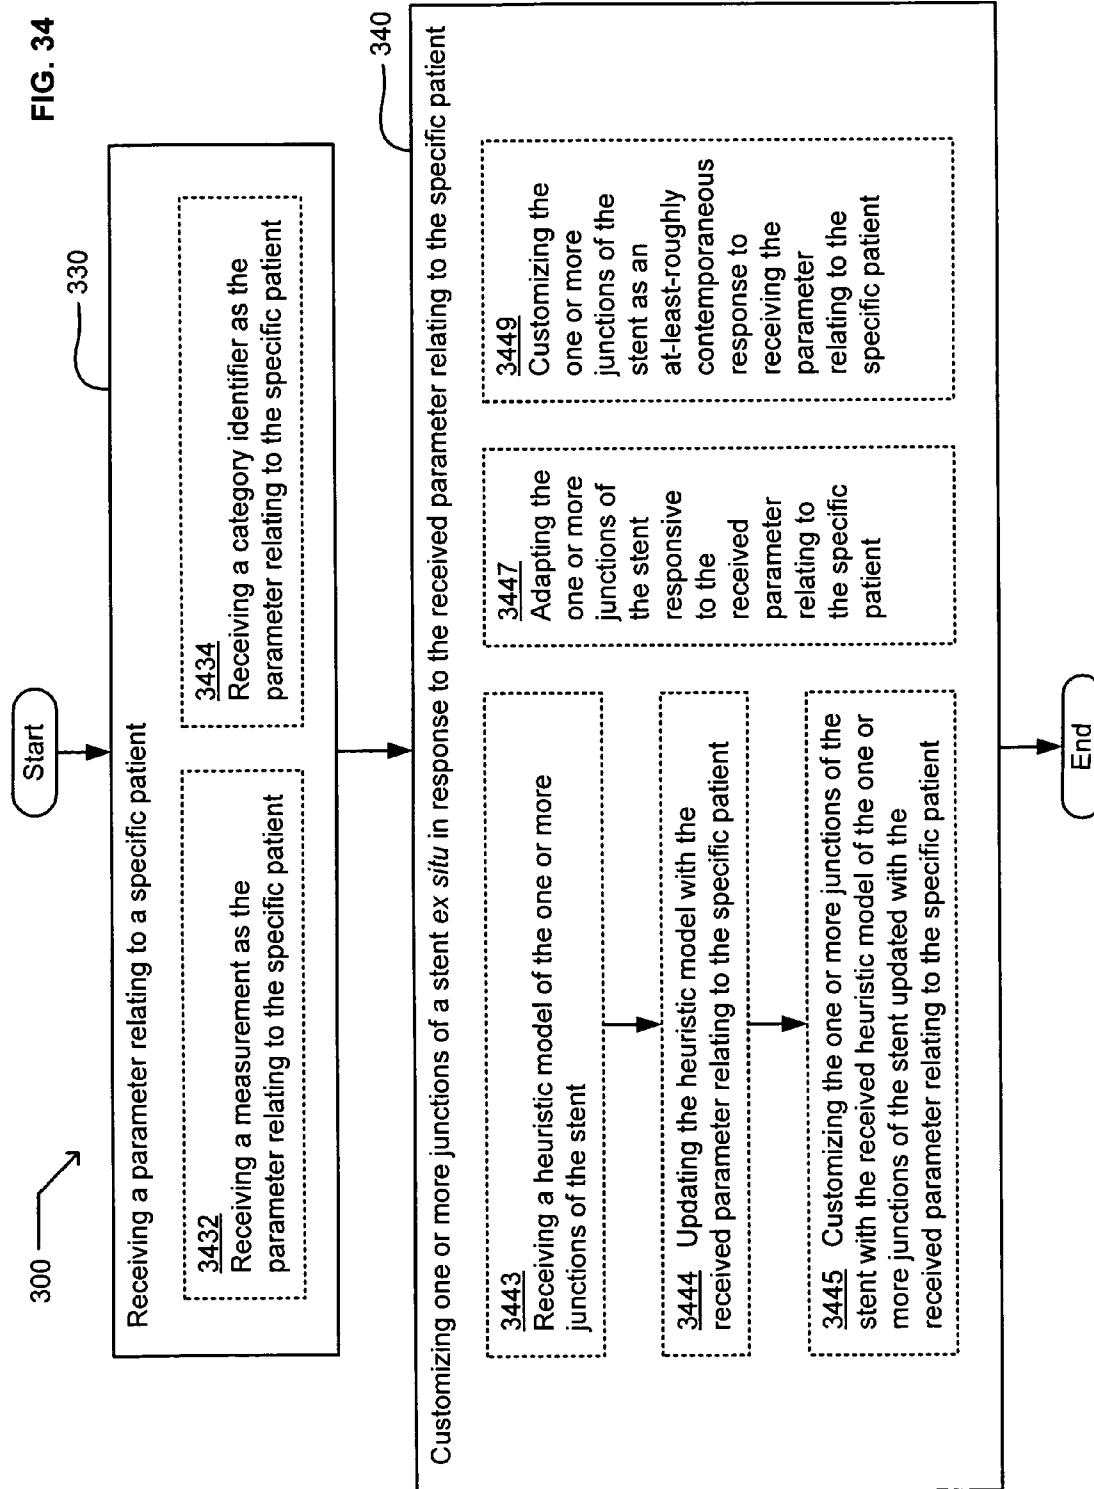 FIG. 34
300
Start
330
Receiving a parameter relating to a specific patient
3432
Receiving a measurement as the
parameter relating to the specific patient
3434
Receiving a category identifier as the
parameter relating to the specific patient
340
Customizing one or more junctions of a stent ex situ in response to the received parameter relating to the specific patient
3443
Receiving a heuristic model of the one or more
junctions of the stent
3444 Updating the heuristic model with the
received parameter relating to the specific patient
3445 Customizing the one or more junctions of the
stent with the received heuristic model of the one or
more junctions of the stent updated with the
received parameter relating to the specific patient
3447
Adapting the
one or more
junctions of
the stent
responsive
to the
received
parameter
relating to
the specific
patient
3449
Customizing the
one or more
junctions of the
stent as an
at-least-roughly
contemporaneous
response to
receiving the
parameter
relating to the
specific patient
End